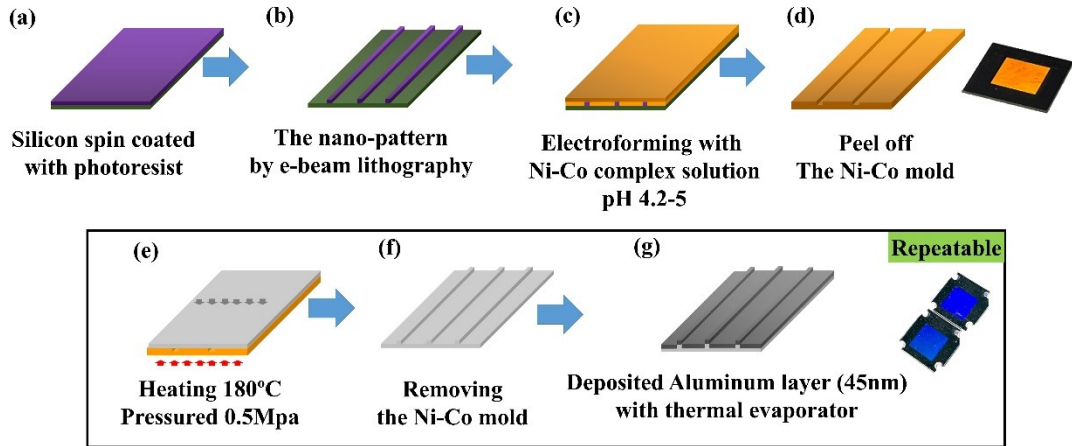 (a)
Silicon spin coated
with photoresist
(b)
The nano-pattern
by e-beam lithography
(c)
Electroforming with
Ni-Co complex solution
pH 4.2-5
(d)
Peel off
The Ni-Co mold
(e)
Heating 180ºC
Pressured 0.5Mpa
(f)
Removing
the Ni-Co mold
(g)
Deposited Aluminum layer (45nm)
with thermal evaporator
Repeatable